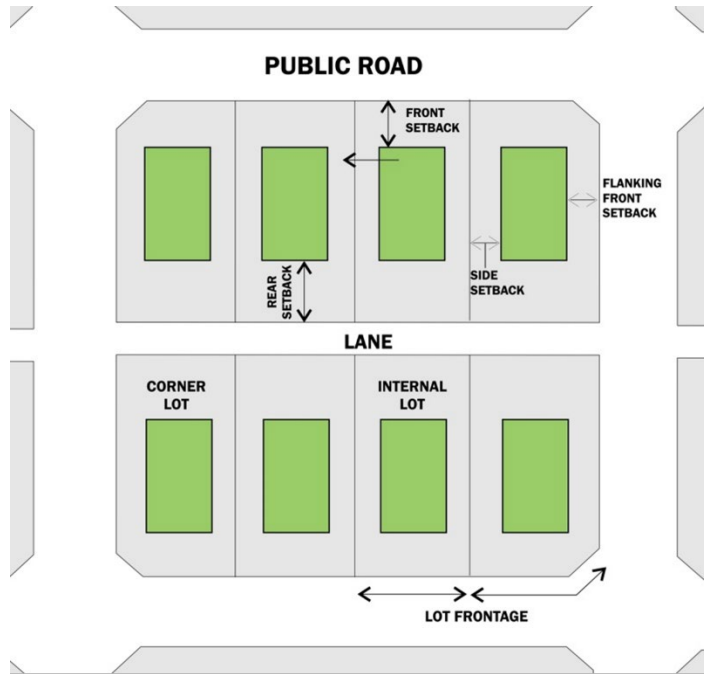 PUBLIC ROAD
FRONT
SETBACK
FLANKING
FRONT
SETBACK
REAR
SETBACK
SIDE
SETBACK
LANE
CORNER
LOT
INTERNAL
LOT
LOT FRONTAGE